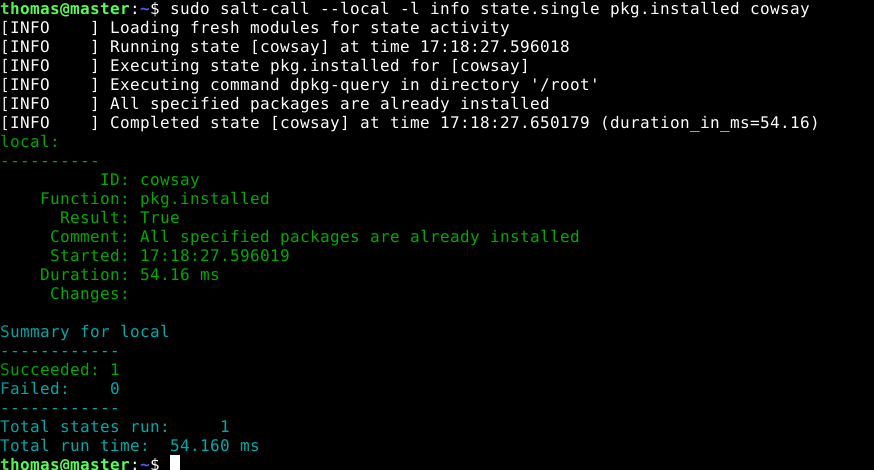 thomas@master:~$ sudo salt-call --local -l info state.single pkg.installed cowsay
[INFO    ] Loading fresh modules for state activity
[INFO    ] Running state [cowsay] at time 17:18:27.596018
[INFO    ] Executing state pkg.installed for [cowsay]
[INFO    ] Executing command dpkg-query in directory '/root'
[INFO    ] All specified packages are already installed
[INFO    ] Completed state [cowsay] at time 17:18:27.650179 (duration_in_ms=54.16)
local:
----------
          ID: cowsay
    Function: pkg.installed
      Result: True
     Comment: All specified packages are already installed
     Started: 17:18:27.596019
    Duration: 54.16 ms
     Changes:

Summary for local
------------
Succeeded: 1
Failed:    0
------------
Total states run:     1
Total run time:  54.160 ms
thomas@master:~$